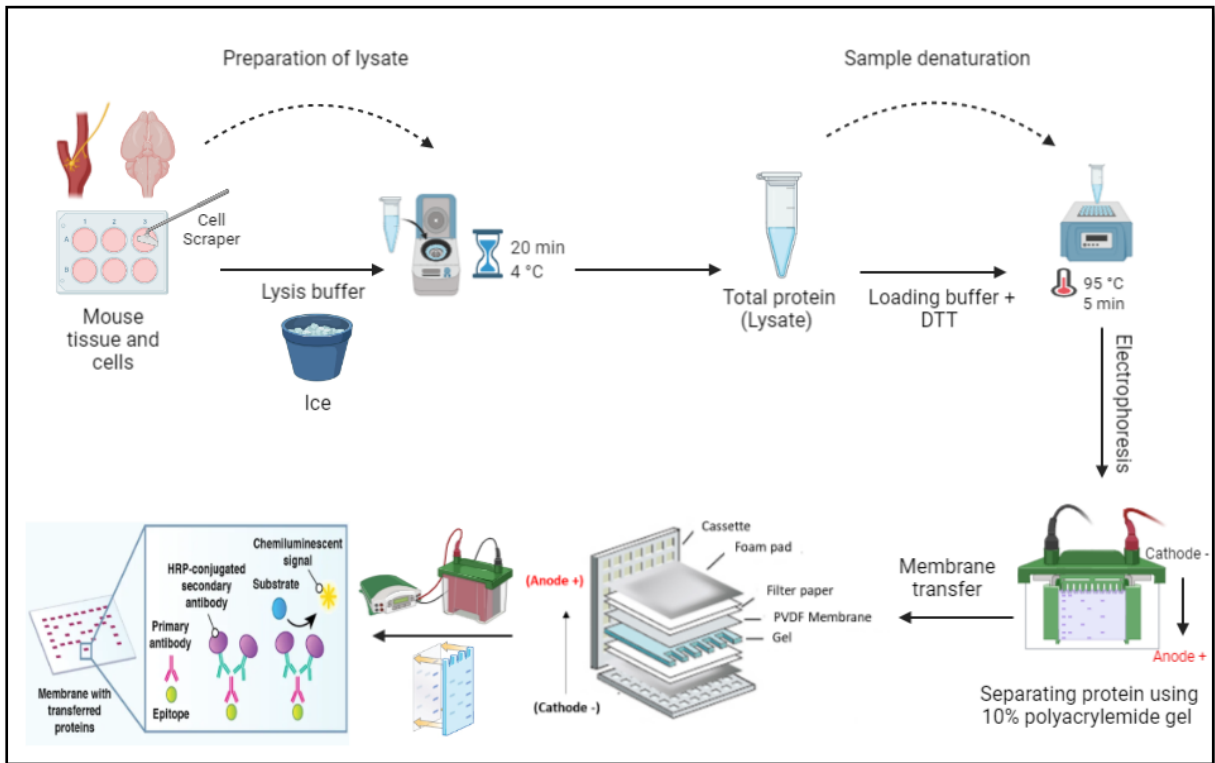 Preparation of lysate
Sample denaturation
1 2 3
A
B
Cell
Scraper
Mouse
tissue and
cells
Lysis buffer
Ice
20 min
4 °C
Total protein
(Lysate)
Loading buffer +
DTT
95 °C
5 min
Electrophoresis
Cathode -
Anode +
Separating protein using
10% polyacrylemide gel
Membrane
transfer
Cassette
Foam pad
Filter paper
PVDF Membrane
Gel
(Anode +)
(Cathode -)
Chemiluminescent
signal
HRP-conjugated
secondary
antibody
Substrate
Primary
antibody
Epitope
Membrane with
transferred
proteins